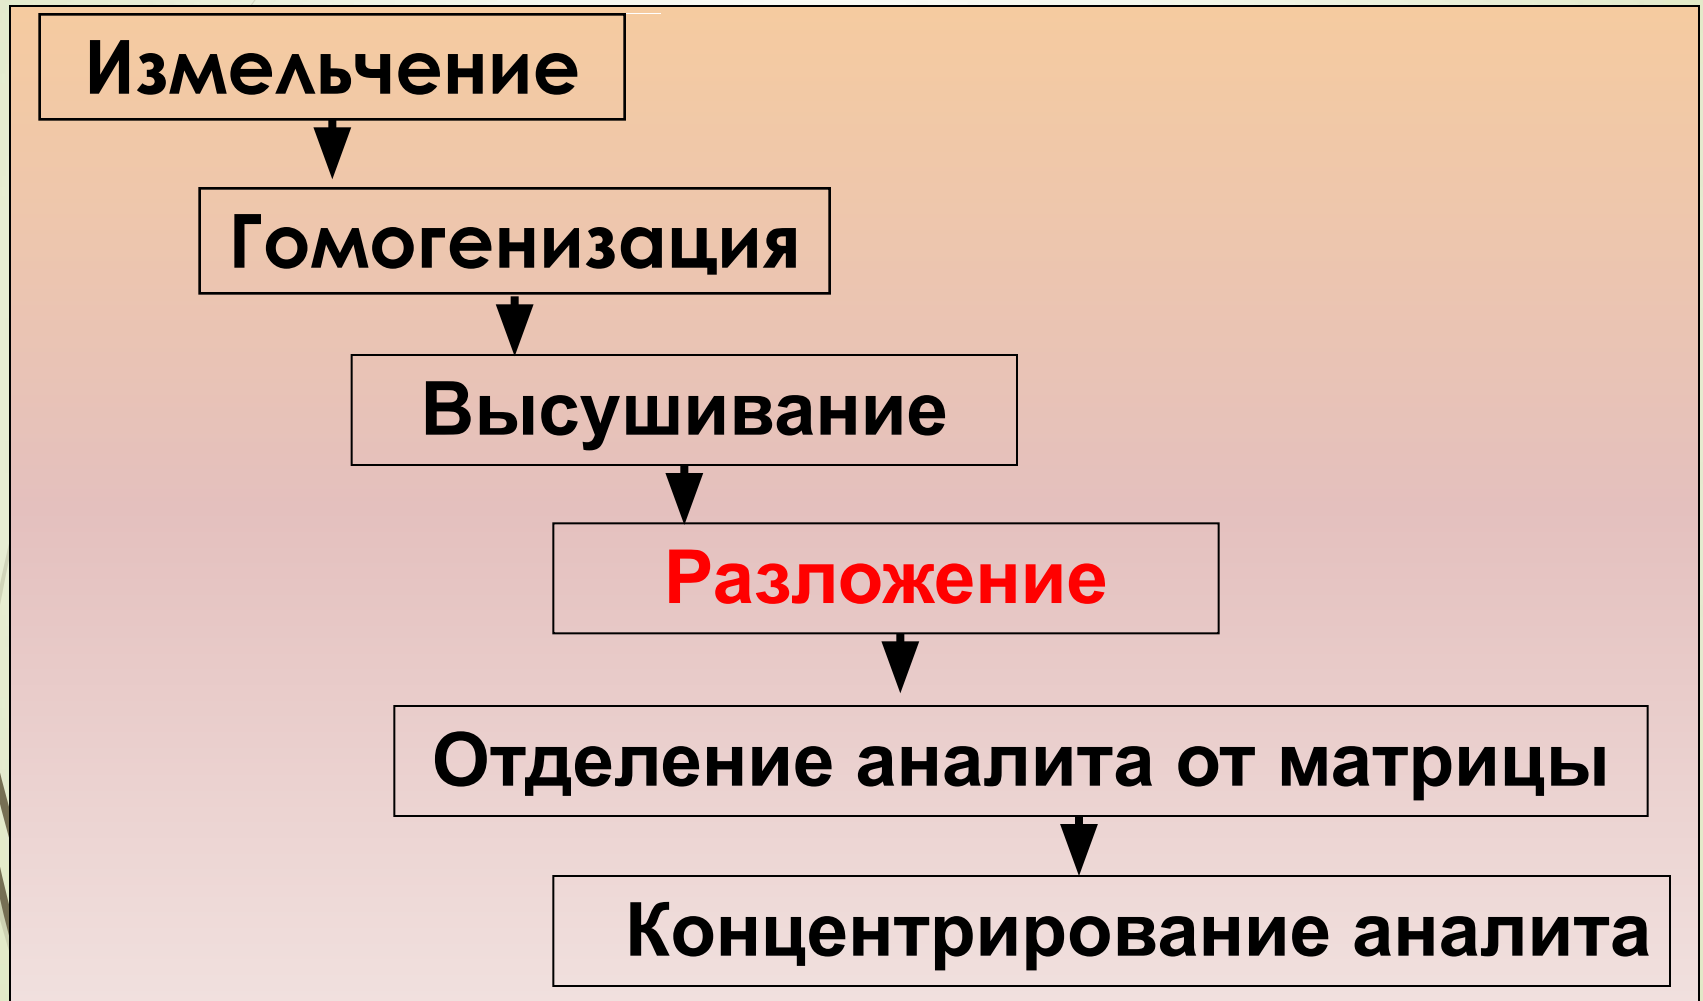 Измельчение
Гомогенизация
Высушивание
Разложение
Отделение аналита от матрицы
Концентрирование аналита